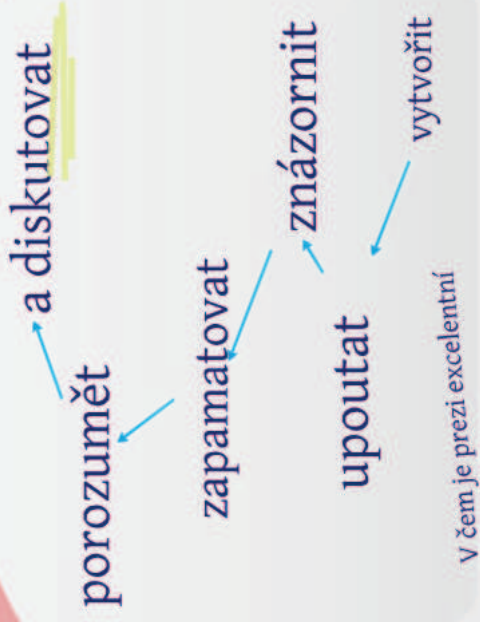 a diskutovat
porozumět
zapamatovat
znázornit
upoutat
vytvořit
V čem je prezi excelentní